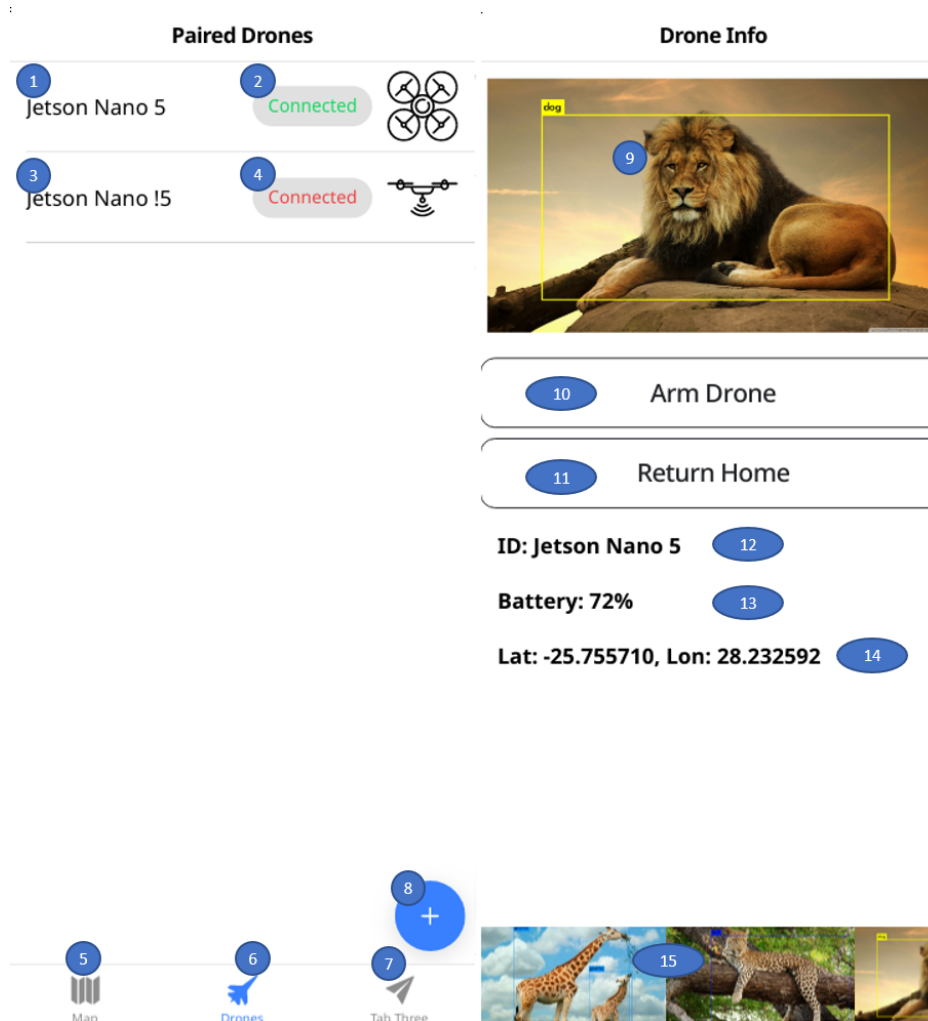 Paired Drones
1
2
Jetson Nano 5
Connected
3
4
Jetson Nano !5
Connected
8
+
5
6
7
Map
Drones
Tab Three
Drone Info
dog
9
10
Arm Drone
11
Return Home
ID: Jetson Nano 5
12
Battery: 72%
13
Lat: -25.755710, Lon: 28.232592
14
15